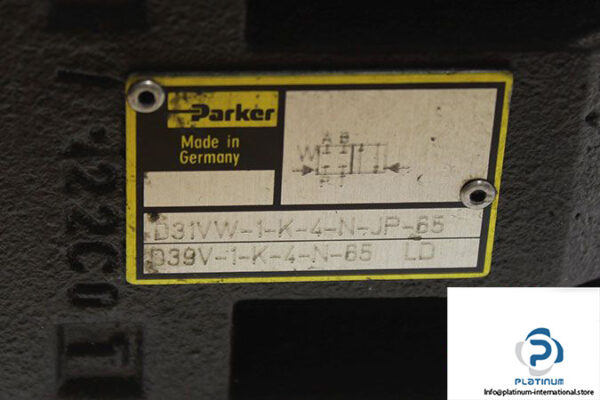 Parker
Made in
Germany
A B
W
D31VW-1-K-4-N-JP-65
D39V-1-K-4-N-65 LD
122C0
PLATINUM
Info@platinum-international.store